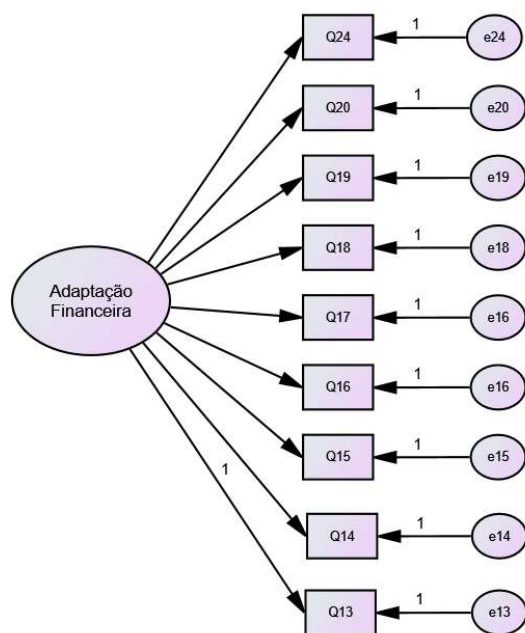 Q24
1
e24
Q20
1
e20
Q19
1
e19
Q18
1
e18
Adaptação
Financeira
Q17
1
e16
Q16
1
e16
1
Q15
1
e15
Q14
1
e14
Q13
1
e13